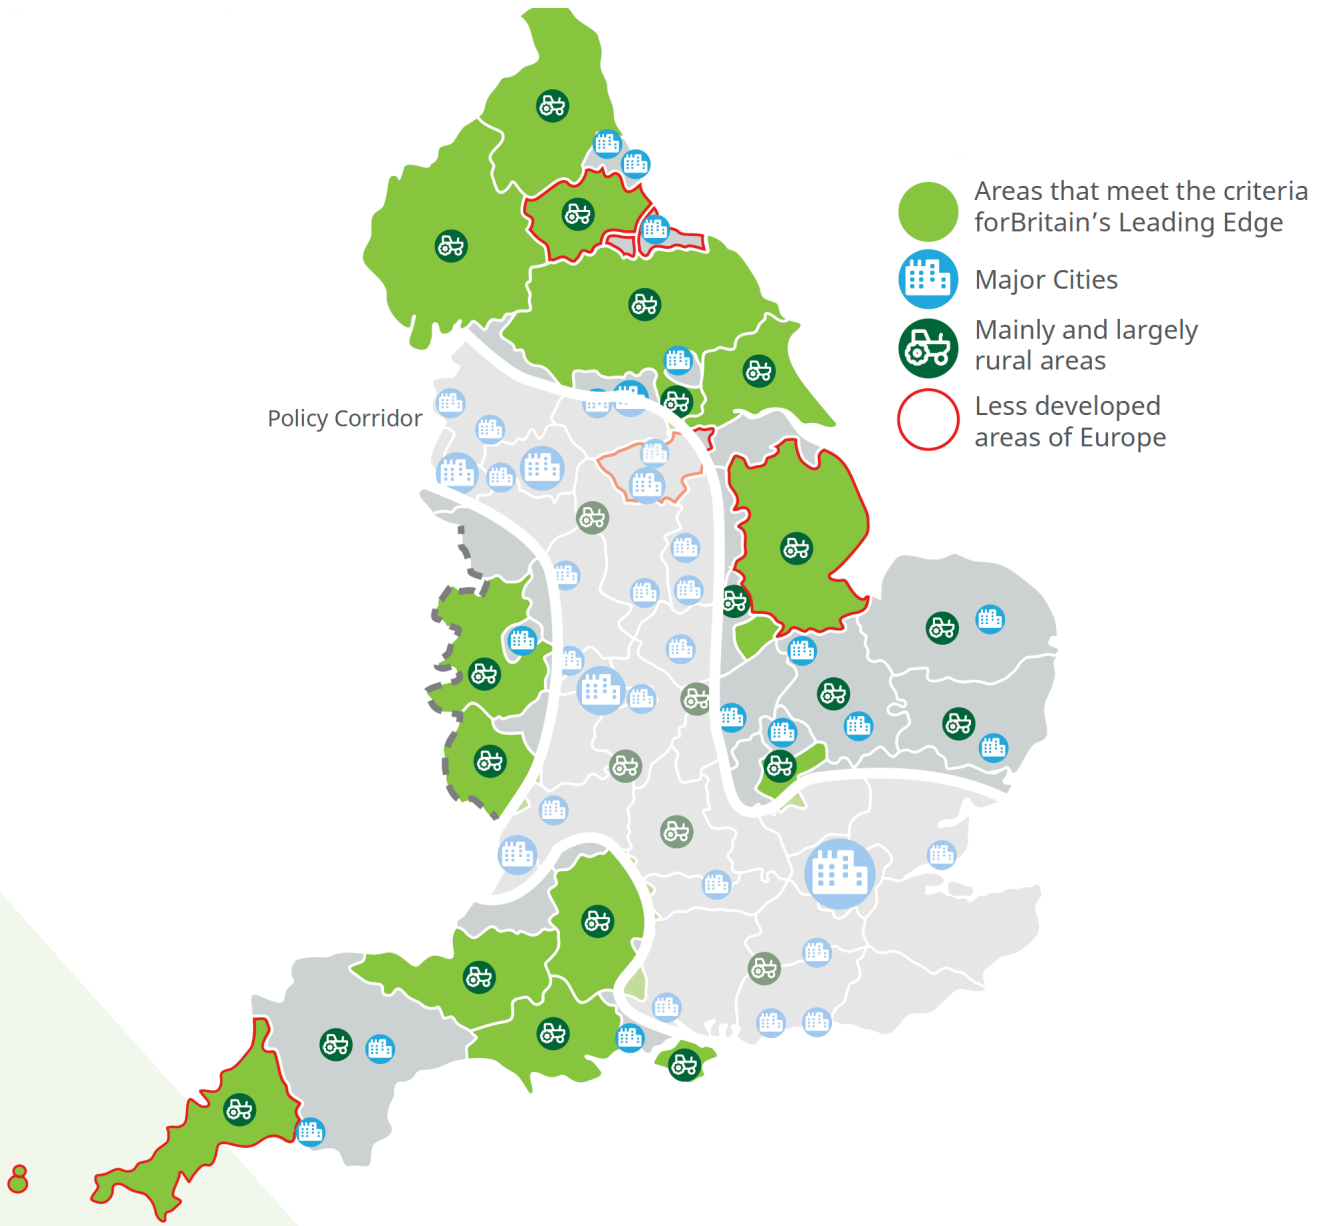 Areas that meet the criteria
forBritain’s Leading Edge
Major Cities
Mainly and largely
rural areas
Less developed
areas of Europe
Policy Corridor